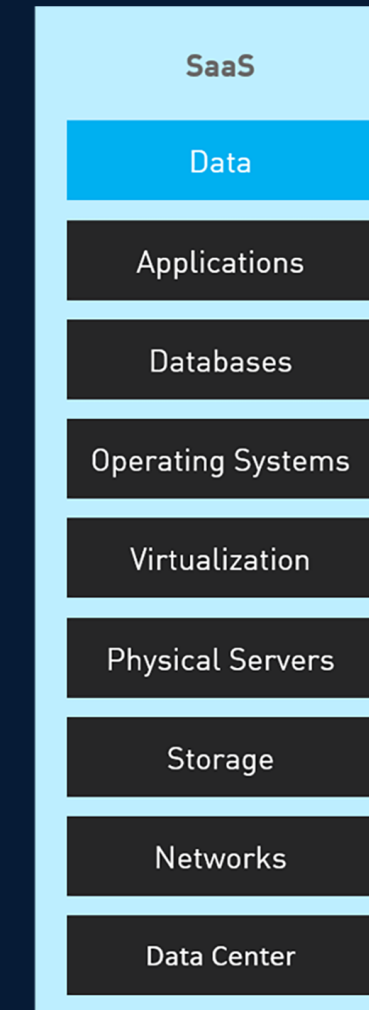 SaaS
Data
Applications
Databases
Operating Systems
Virtualization
Physical Servers
Storage
Networks
Data Center